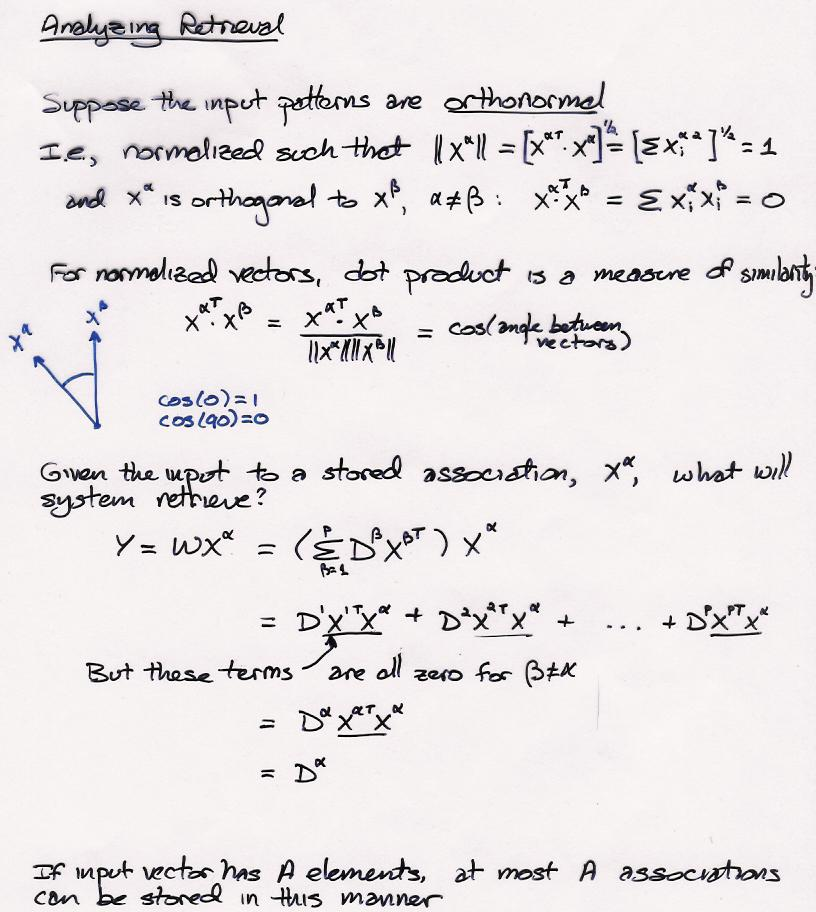 Analyzing Retrieval
Suppose the input patterns are orthonormal
I.e., normalized such that ||X^α|| = [X^αT · X^α]^1/2 = [Σ X_i^α 2]^1/2 = 1
and X^α is orthogonal to X^β, α≠β : X^αT · X^β = Σ X_i^α X_i^β = 0
For normalized vectors, dot product is a measure of similarity:
X^αT · X^β = X^αT · X^β / ||X^α|| ||X^β|| = cos(angle between vectors)
X^α X^β
cos(0)=1
cos(90)=0
Given the input to a stored association, X^α, what will
system retrieve?
Y = WX^α = (Σ_β=1^P D^β X^βT) X^α
= D^1 X^1T X^α + D^2 X^2T X^α + ... + D^P X^PT X^α
But these terms are all zero for β≠α
= D^α X^αT X^α
= D^α
If input vector has A elements, at most A associations
can be stored in this manner